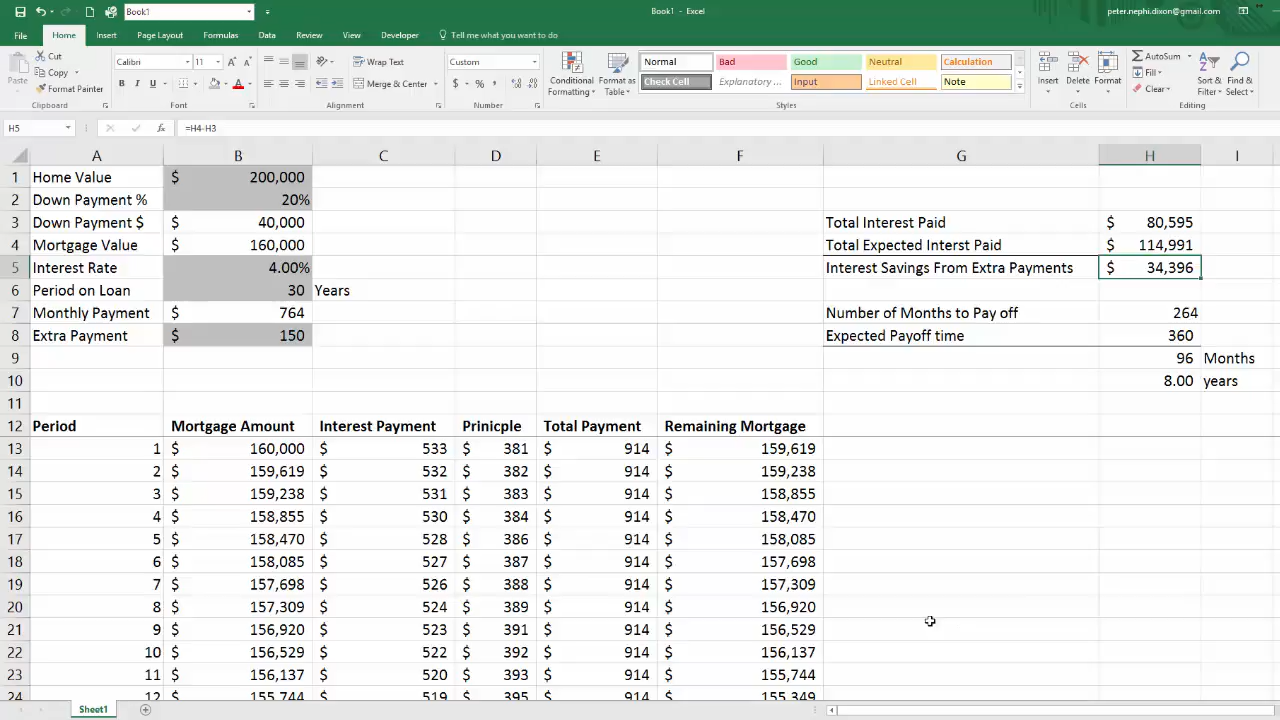 Book1
Book1 - Excel
peter.nephi.dixon@gmail.com
File Home Insert Page Layout Formulas Data Review View Developer Tell me what you want to do
Cut
Copy
Format Painter
Paste
Clipboard
Calibri 11
B I U
Font
Wrap Text
Merge & Center
Alignment
Custom
$ % ,
Number
Conditional Formatting
Format as Table
Normal Bad Good Neutral Calculation
Check Cell Explanatory ... Input Linked Cell Note
Styles
Insert Delete Format
Cells
AutoSum
Fill
Clear
Sort & Filter
Find & Select
Editing
H5 fx =H4-H3
A B C D E F G H I
1 Home Value $ 200,000
2 Down Payment % 20%
3 Down Payment $ $ 40,000 Total Interest Paid $ 80,595
4 Mortgage Value $ 160,000 Total Expected Interst Paid $ 114,991
5 Interest Rate 4.00% Interest Savings From Extra Payments $ 34,396
6 Period on Loan 30 Years
7 Monthly Payment $ 764 Number of Months to Pay off 264
8 Extra Payment $ 150 Expected Payoff time 360
9 96 Months
10 8.00 years
11
12 Period Mortgage Amount Interest Payment Prinicple Total Payment Remaining Mortgage
13 1 $ 160,000 $ 533 $ 381 $ 914 $ 159,619
14 2 $ 159,619 $ 532 $ 382 $ 914 $ 159,238
15 3 $ 159,238 $ 531 $ 383 $ 914 $ 158,855
16 4 $ 158,855 $ 530 $ 384 $ 914 $ 158,470
17 5 $ 158,470 $ 528 $ 386 $ 914 $ 158,085
18 6 $ 158,085 $ 527 $ 387 $ 914 $ 157,698
19 7 $ 157,698 $ 526 $ 388 $ 914 $ 157,309
20 8 $ 157,309 $ 524 $ 389 $ 914 $ 156,920
21 9 $ 156,920 $ 523 $ 391 $ 914 $ 156,529
22 10 $ 156,529 $ 522 $ 392 $ 914 $ 156,137
23 11 $ 156,137 $ 520 $ 393 $ 914 $ 155,744
24 12 $ 155,744 $ 519 $ 395 $ 914 $ 155,349
Sheet1